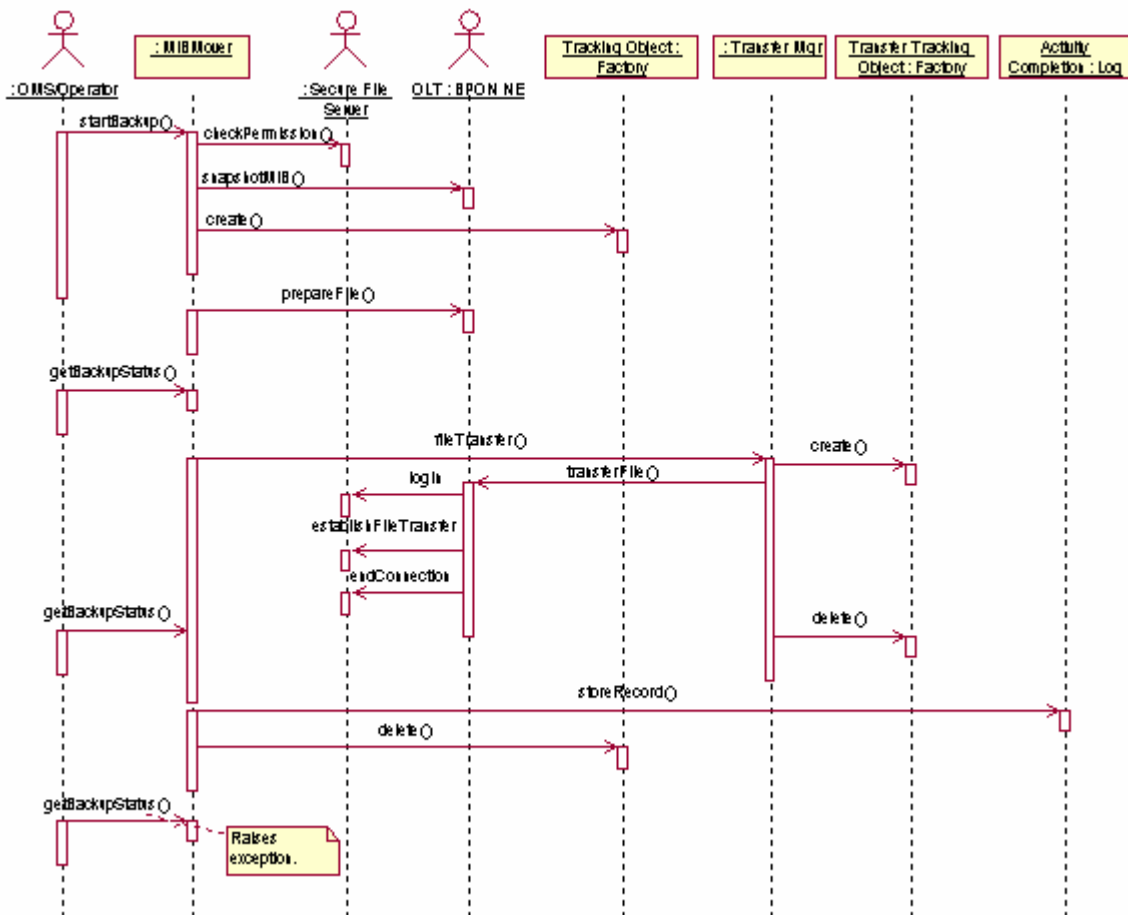 : MIBMover
Tracking Object :
Factory
: Transfer Mgr
Transfer Tracking
Object : Factory
Activity
Completion : Log
: OMS/Operator
: Secure File
Server
OLT : BPON NE
startBackup()
checkPermission()
snapshotMIB()
create()
prepareFile()
getBackupStatus()
fileTransfer()
create()
transferFile()
login
establishFileTransfer
endConnection
getBackupStatus()
delete()
storeRecord()
delete()
getBackupStatus()
Raises
exception.